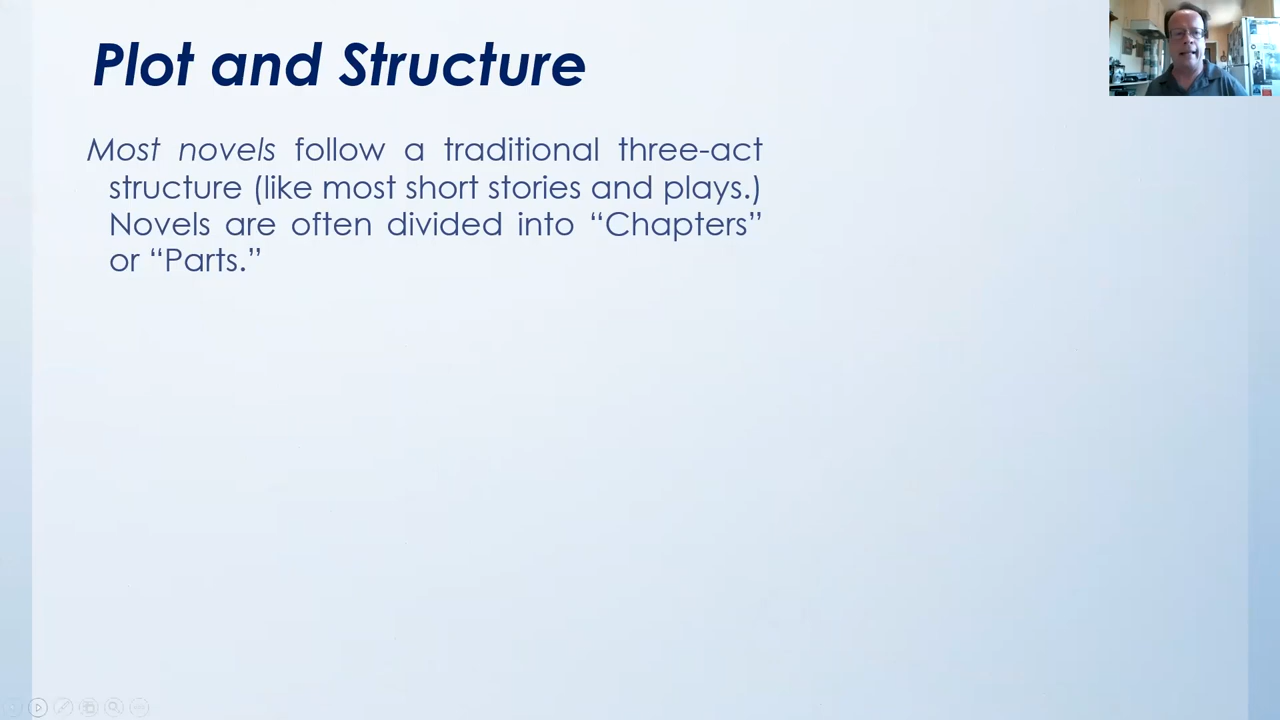 Plot and Structure
Most novels follow a traditional three-act
structure (like most short stories and plays.)
Novels are often divided into “Chapters”
or “Parts.”